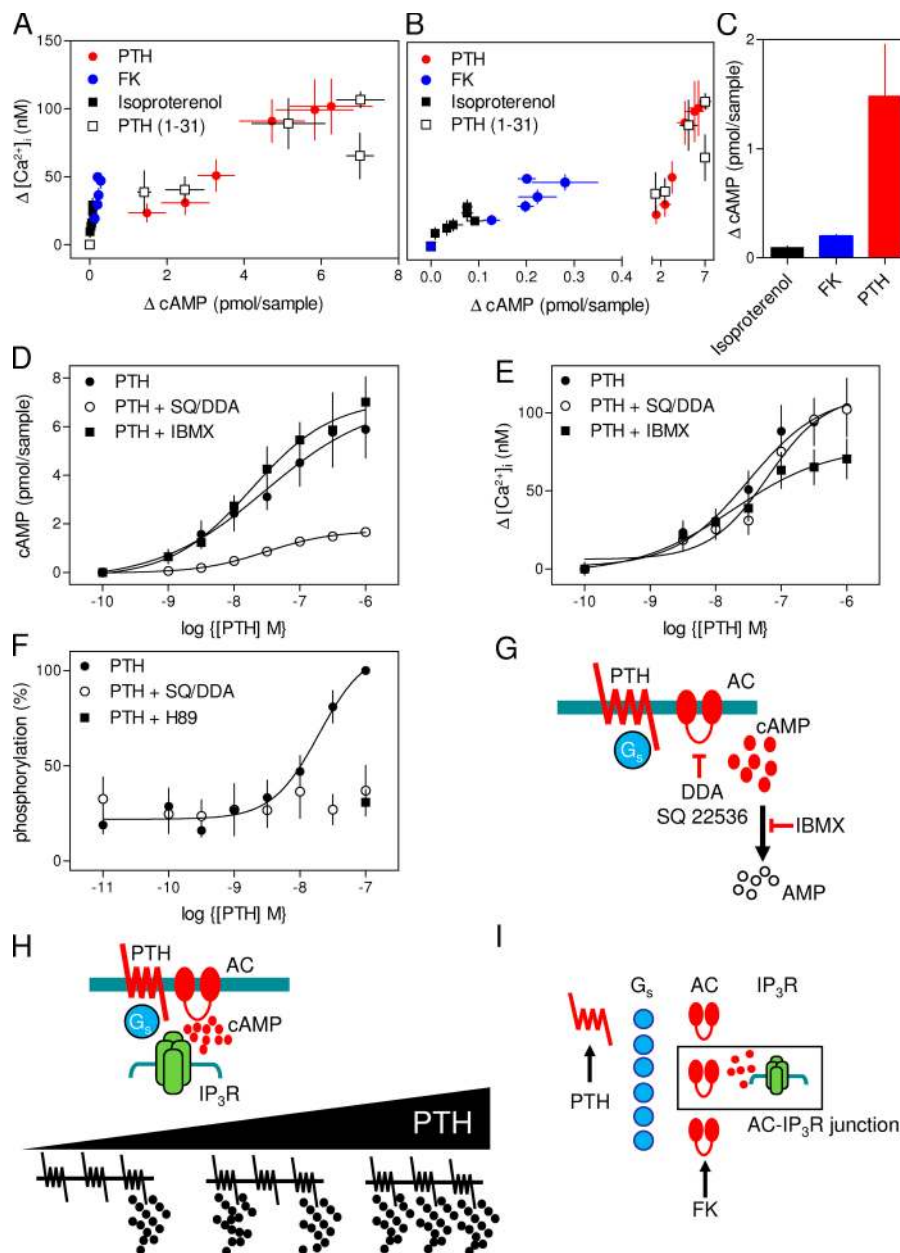 A
150
100
50
0
Δ [Ca²⁺]ᵢ (nM)
PTH
FK
Isoproterenol
PTH (1-31)
0 2 4 6 8
Δ cAMP (pmol/sample)
B
PTH
FK
Isoproterenol
PTH (1-31)
0.0 0.1 0.2 0.3 0.4 2 7
Δ cAMP (pmol/sample)
C
Δ cAMP (pmol/sample)
2
1
0
Isoproterenol
FK
PTH
D
cAMP (pmol/sample)
8
6
4
2
0
PTH
PTH + SQ/DDA
PTH + IBMX
-10 -9 -8 -7 -6
log {[PTH] M}
E
Δ [Ca²⁺]ᵢ (nM)
100
50
0
PTH
PTH + SQ/DDA
PTH + IBMX
-10 -9 -8 -7 -6
log {[PTH] M}
F
phosphorylation (%)
100
50
0
PTH
PTH + SQ/DDA
PTH + H89
-11 -10 -9 -8 -7
log {[PTH] M}
G
PTH
AC
cAMP
Gₛ
DDA
SQ 22536
IBMX
AMP
H
PTH
AC
Gₛ
cAMP
IP₃R
PTH
I
Gₛ AC IP₃R
PTH
AC-IP₃R junction
FK